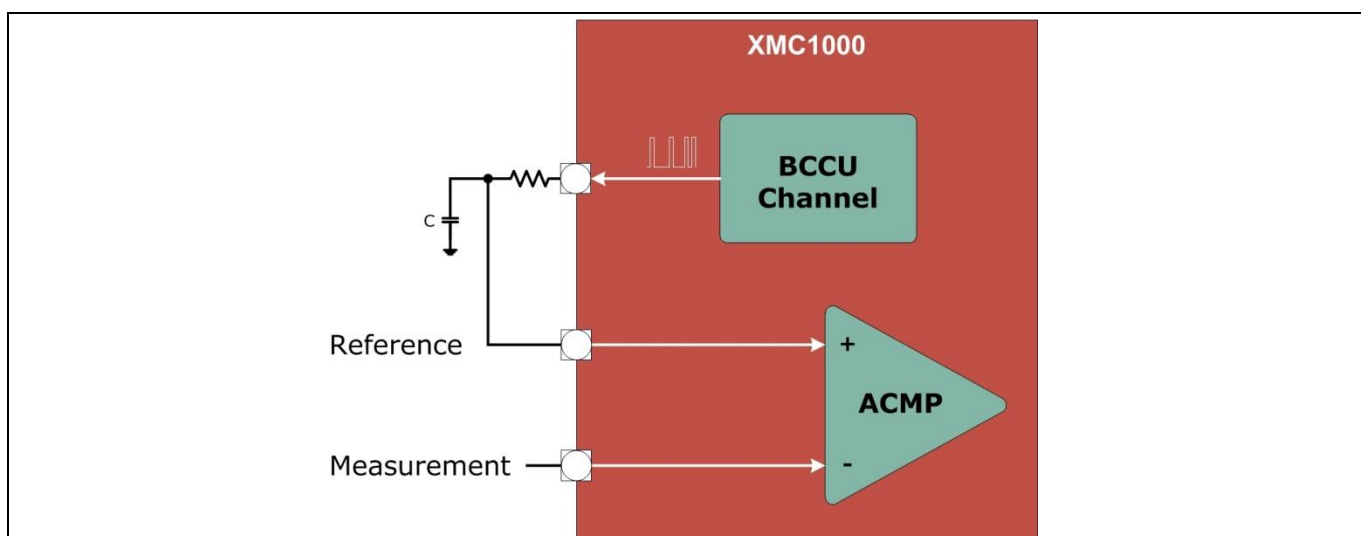 XMC1000
BCCU
Channel
C
Reference
+
ACMP
Measurement
-